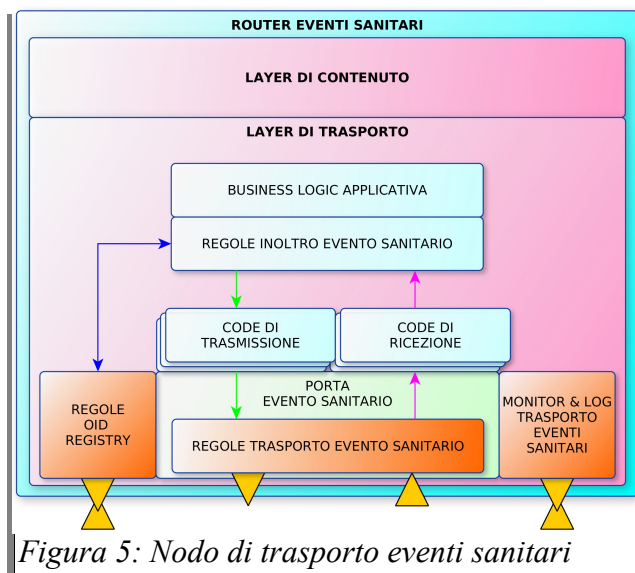 ROUTER EVENTI SANITARI
LAYER DI CONTENUTO
LAYER DI TRASPORTO
BUSINESS LOGIC APPLICATIVA
REGOLE INOLTRO EVENTO SANITARIO
CODE DI
TRASMISSIONE
CODE DI
RICEZIONE
REGOLE
OID
REGISTRY
PORTA
EVENTO SANITARIO
REGOLE TRASPORTO EVENTO SANITARIO
MONITOR & LOG
TRASPORTO
EVENTI
SANITARI
Figura 5: Nodo di trasporto eventi sanitari